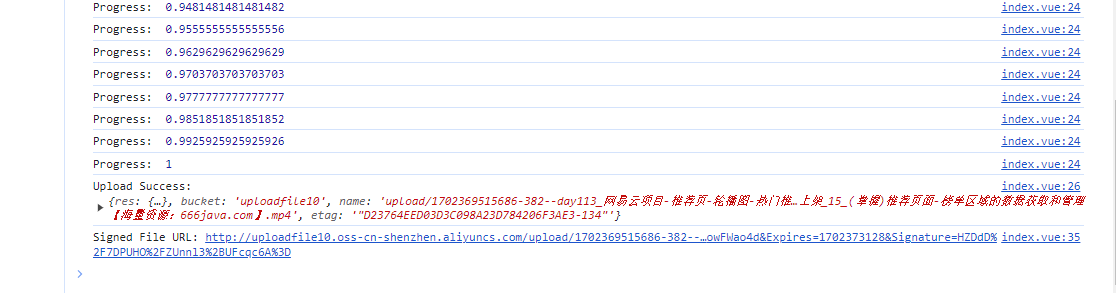 Progress: 0.9481481481481482 index.vue:24
Progress: 0.9555555555555556 index.vue:24
Progress: 0.9629629629629629 index.vue:24
Progress: 0.9703703703703703 index.vue:24
Progress: 0.9777777777777777 index.vue:24
Progress: 0.9851851851851852 index.vue:24
Progress: 0.9925925925925926 index.vue:24
Progress: 1 index.vue:24
Upload Success: index.vue:26
{res: {…}, bucket: 'uploadfile10', name: 'upload/1702369515686-382--day113_网易云项目-推荐页-轮播图-热门推…上架_15_(掌握)推荐页面-榜单区域的数据获取和管理
【海量资源：666java.com】.mp4', etag: '"D23764EED03D3C098A23D784206F3AE3-134"'}
Signed File URL: http://uploadfile10.oss-cn-shenzhen.aliyuncs.com/upload/1702369515686-382--…owFWao4d&Expires=1702373128&Signature=HZDdD% index.vue:35
2F7DPUHO%2FZUnnl3%2BUFcqc6A%3D